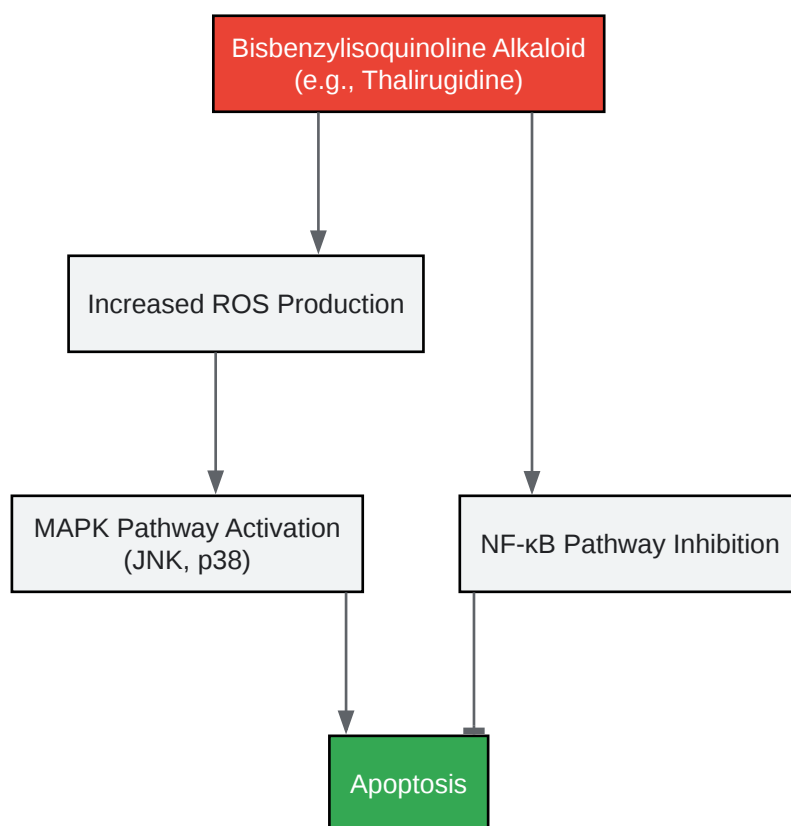 Bisbenzylisoquinoline Alkaloid
(e.g., Thalirugidine)
Increased ROS Production
MAPK Pathway Activation
(JNK, p38)
NF-κB Pathway Inhibition
Apoptosis